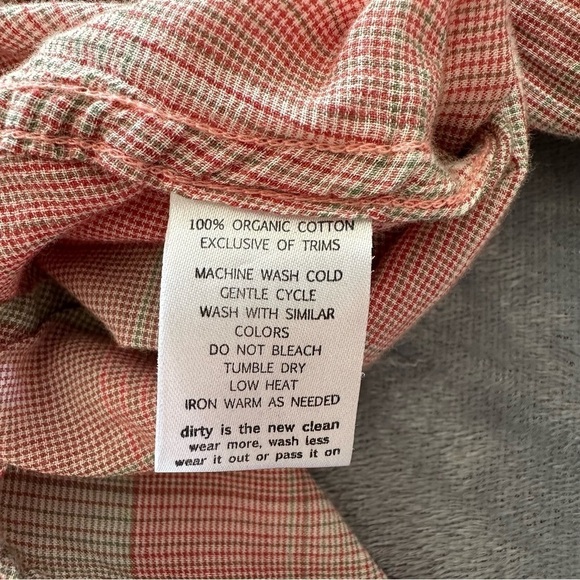 100% ORGANIC COTTON
EXCLUSIVE OF TRIMS
MACHINE WASH COLD
GENTLE CYCLE
WASH WITH SIMILAR
COLORS
DO NOT BLEACH
TUMBLE DRY
LOW HEAT
IRON WARM AS NEEDED
dirty is the new clean
wear more, wash less
wear it out or pass it on